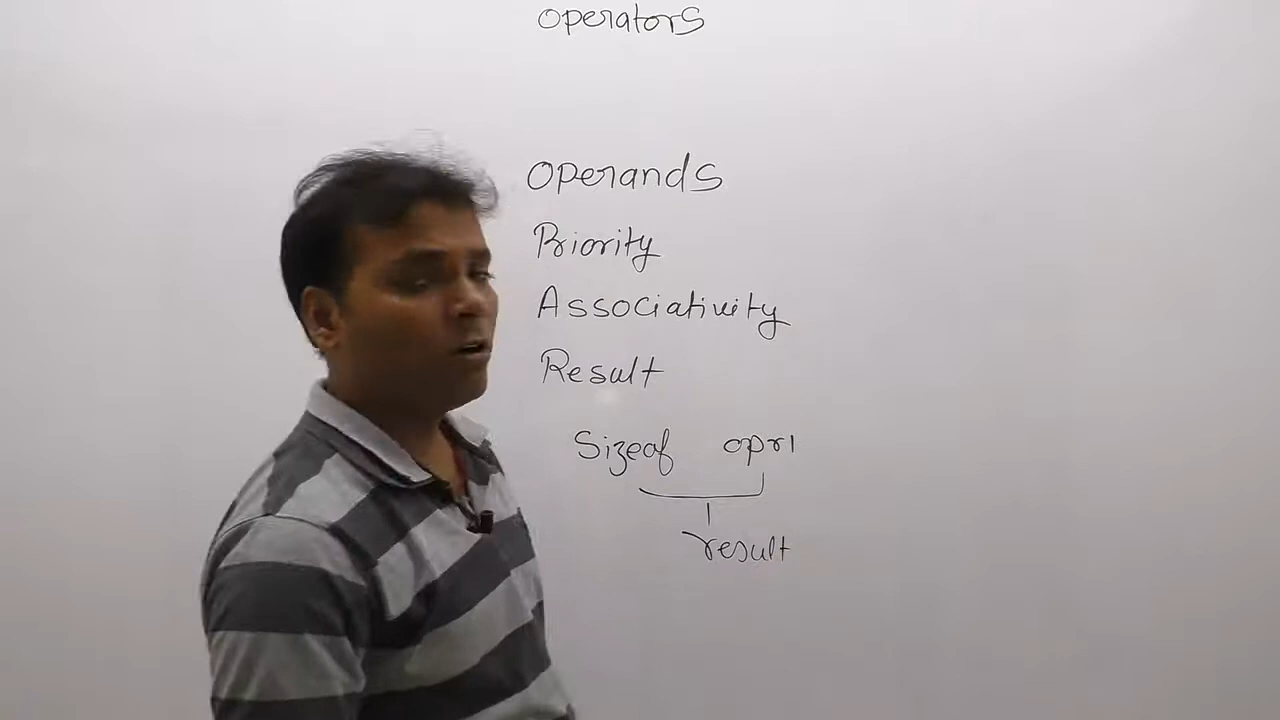 Operators
Operands
Priority
Associativity
Result
Sizeof opr1
result